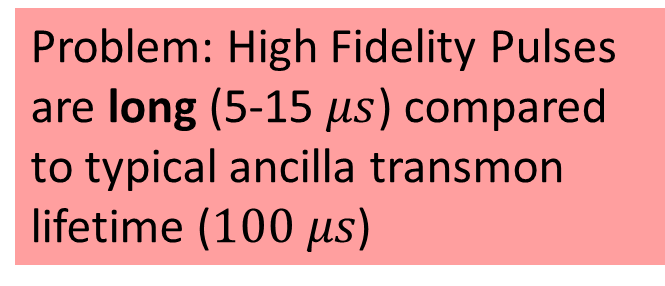 Problem: High Fidelity Pulses
are long (5-15 μs) compared
to typical ancilla transmon
lifetime (100 μs)